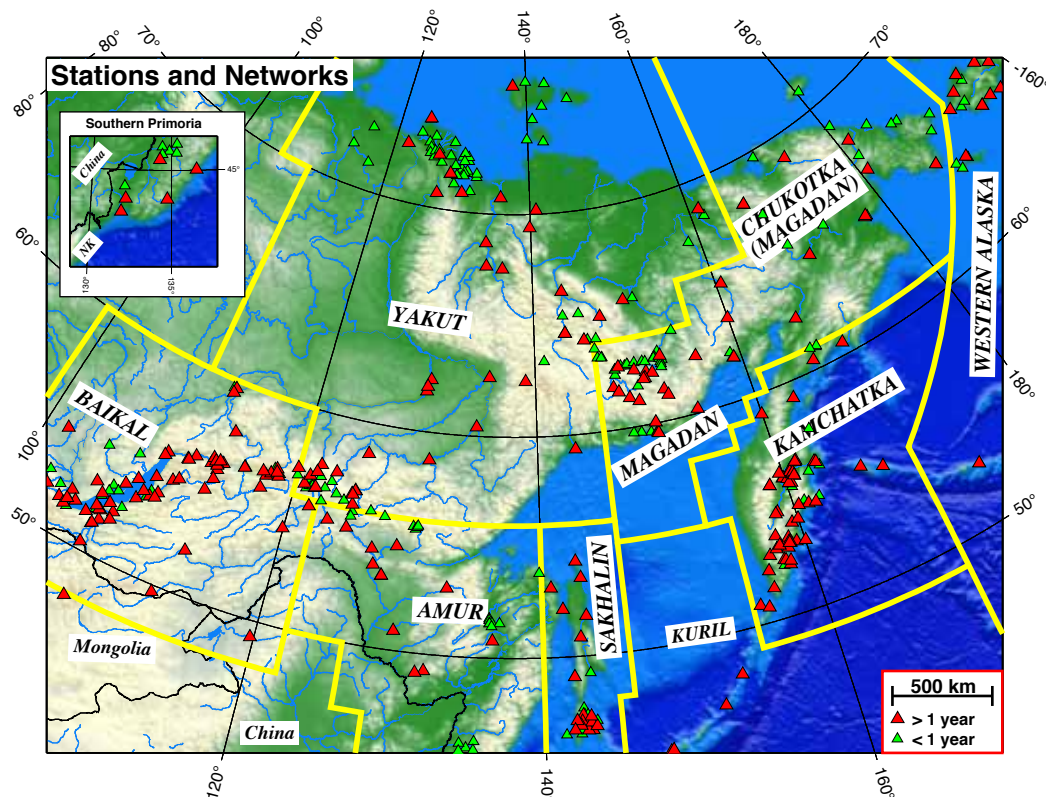 80°
70°
100°
120°
140°
160°
180°
70°
-160°
Stations and Networks
80°
Southern Primoria
China
45°
NK
130°
135°
60°
CHUKOTKA
(MAGADAN)
WESTERN ALASKA
60°
YAKUT
BAIKAL
KAMCHATKA
180°
100°
MAGADAN
50°
50°
AMUR
SAKHALIN
KURIL
Mongolia
China
500 km
> 1 year
< 1 year
120°
140°
160°